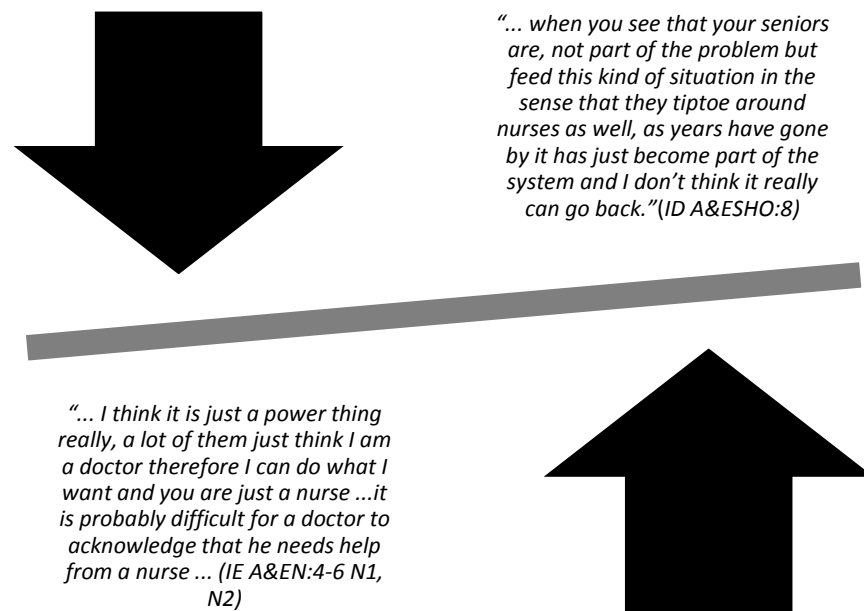 “... when you see that your seniors
are, not part of the problem but
feed this kind of situation in the
sense that they tiptoe around
nurses as well, as years have gone
by it has just become part of the
system and I don’t think it really
can go back.”(ID A&ESHO:8)
“... I think it is just a power thing
really, a lot of them just think I am
a doctor therefore I can do what I
want and you are just a nurse ...it
is probably difficult for a doctor to
acknowledge that he needs help
from a nurse ... (IE A&EN:4-6 N1,
N2)